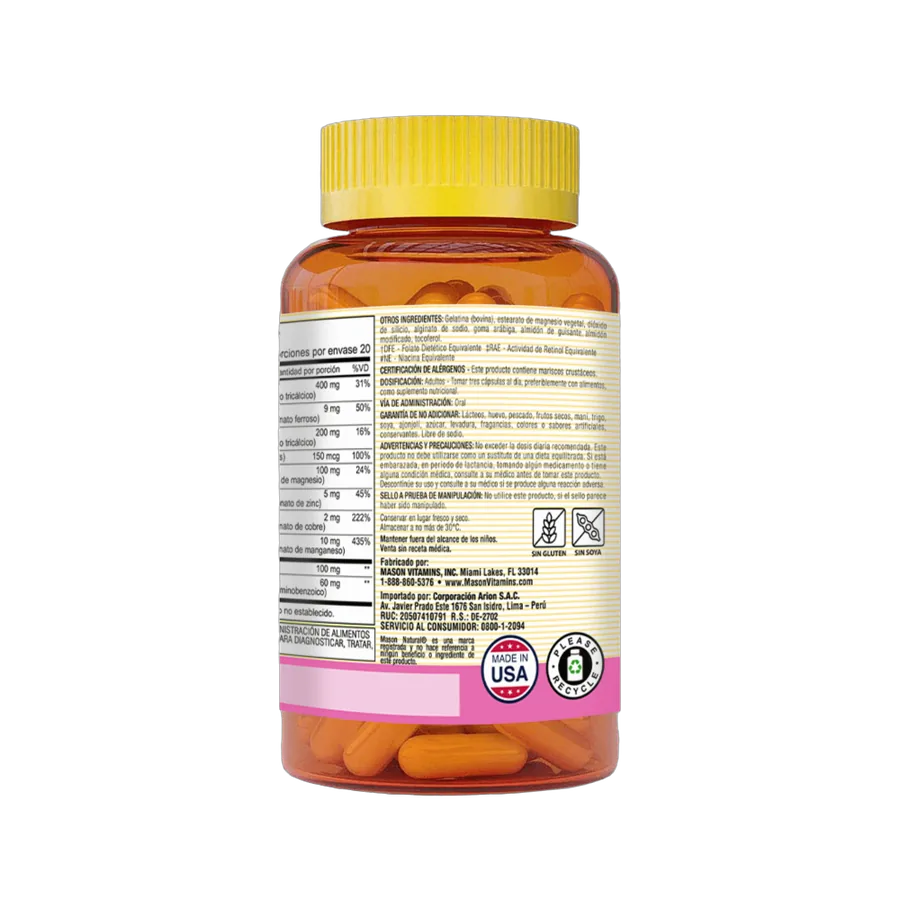 rciones por envase 20
antidad por porción %VD
400 mg 31%
o tricálcico)
9 mg 50%
nato ferroso)
200 mg 16%
o tricálcico)
s) 150 mcg 100%
100 mg 24%
de magnesio)
5 mg 45%
onato de zinc)
2 mg 222%
nato de cobre)
10 mg 435%
nato de manganeso)
100 mg **
60 mg **
minobenzoico)
o no establecido.
NISTRACIÓN DE ALIMENTOS
PARA DIAGNOSTICAR, TRATAR,
OTROS INGREDIENTES: Gelatina (bovina), estearato de magnesio vegetal, dióxido
de silicio, alginato de sodio, goma arábiga, almidón de guisante, almidón
modificado, tocoferol.
†DFE - Folato Dietético Equivalente ‡RAE - Actividad de Retinol Equivalente
#NE - Niacina Equivalente
CERTIFICACIÓN DE ALÉRGENOS - Este producto contiene mariscos crustáceos.
DOSIFICACIÓN: Adultos - Tomar tres cápsulas al día, preferiblemente con alimentos,
como suplemento nutricional.
VÍA DE ADMINISTRACIÓN: Oral
GARANTÍA DE NO ADICIONAR: Lácteos, huevo, pescado, frutos secos, maní, trigo,
soya, ajonjolí, azúcar, levadura, fragancias, colores o sabores artificiales,
conservantes. Libre de sodio.
ADVERTENCIAS Y PRECAUCIONES: No exceder la dosis diaria recomendada. Este
producto no debe utilizarse como un sustituto de una dieta equilibrada. Si está
embarazada, en periodo de lactancia, tomando algún medicamento o tiene
alguna condición médica, consulte a su médico antes de tomar este producto.
Descontinúe su uso y consulte a su médico si se produce alguna reacción adversa.
SELLO A PRUEBA DE MANIPULACIÓN: No utilice este producto, si el sello parece
haber sido manipulado.
Conservar en lugar fresco y seco.
Almacenar a no más de 30°C.
Mantener fuera del alcance de los niños.
Venta sin receta médica.
SIN GLUTEN SIN SOYA
Fabricado por:
MASON VITAMINS, INC. Miami Lakes, FL 33014
1-888-860-5376 • www.MasonVitamins.com
Importado por: Corporación Arion S.A.C.
Av. Javier Prado Este 1676 San Isidro, Lima – Perú
RUC: 20507410791 R.S.: DE-2702
SERVICIO AL CONSUMIDOR: 0800-1-2094
Mason Natural® es una marca
registrada y no hace referencia a
ningún beneficio o ingrediente de
este producto.
MADE IN
USA
PLEASE
RECYCLE